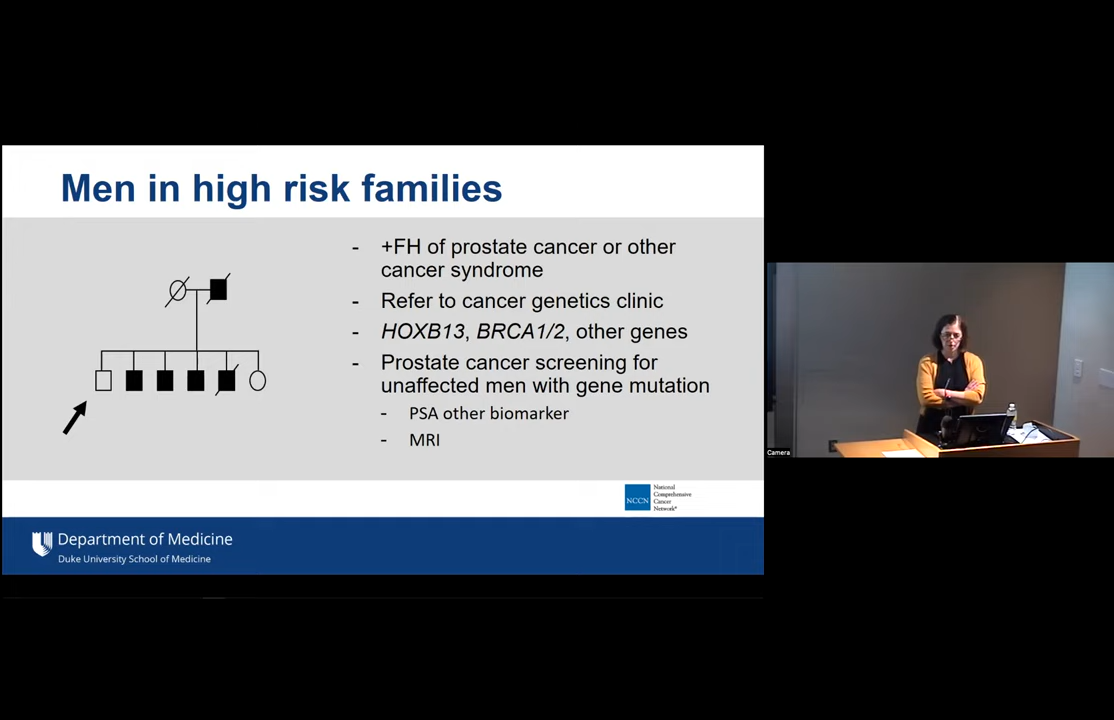 Men in high risk families
- +FH of prostate cancer or other
cancer syndrome
- Refer to cancer genetics clinic
- HOXB13, BRCA1/2, other genes
- Prostate cancer screening for
unaffected men with gene mutation
- PSA other biomarker
- MRI
NCCN
National
Comprehensive
Cancer
Network®
Department of Medicine
Duke University School of Medicine
Camera